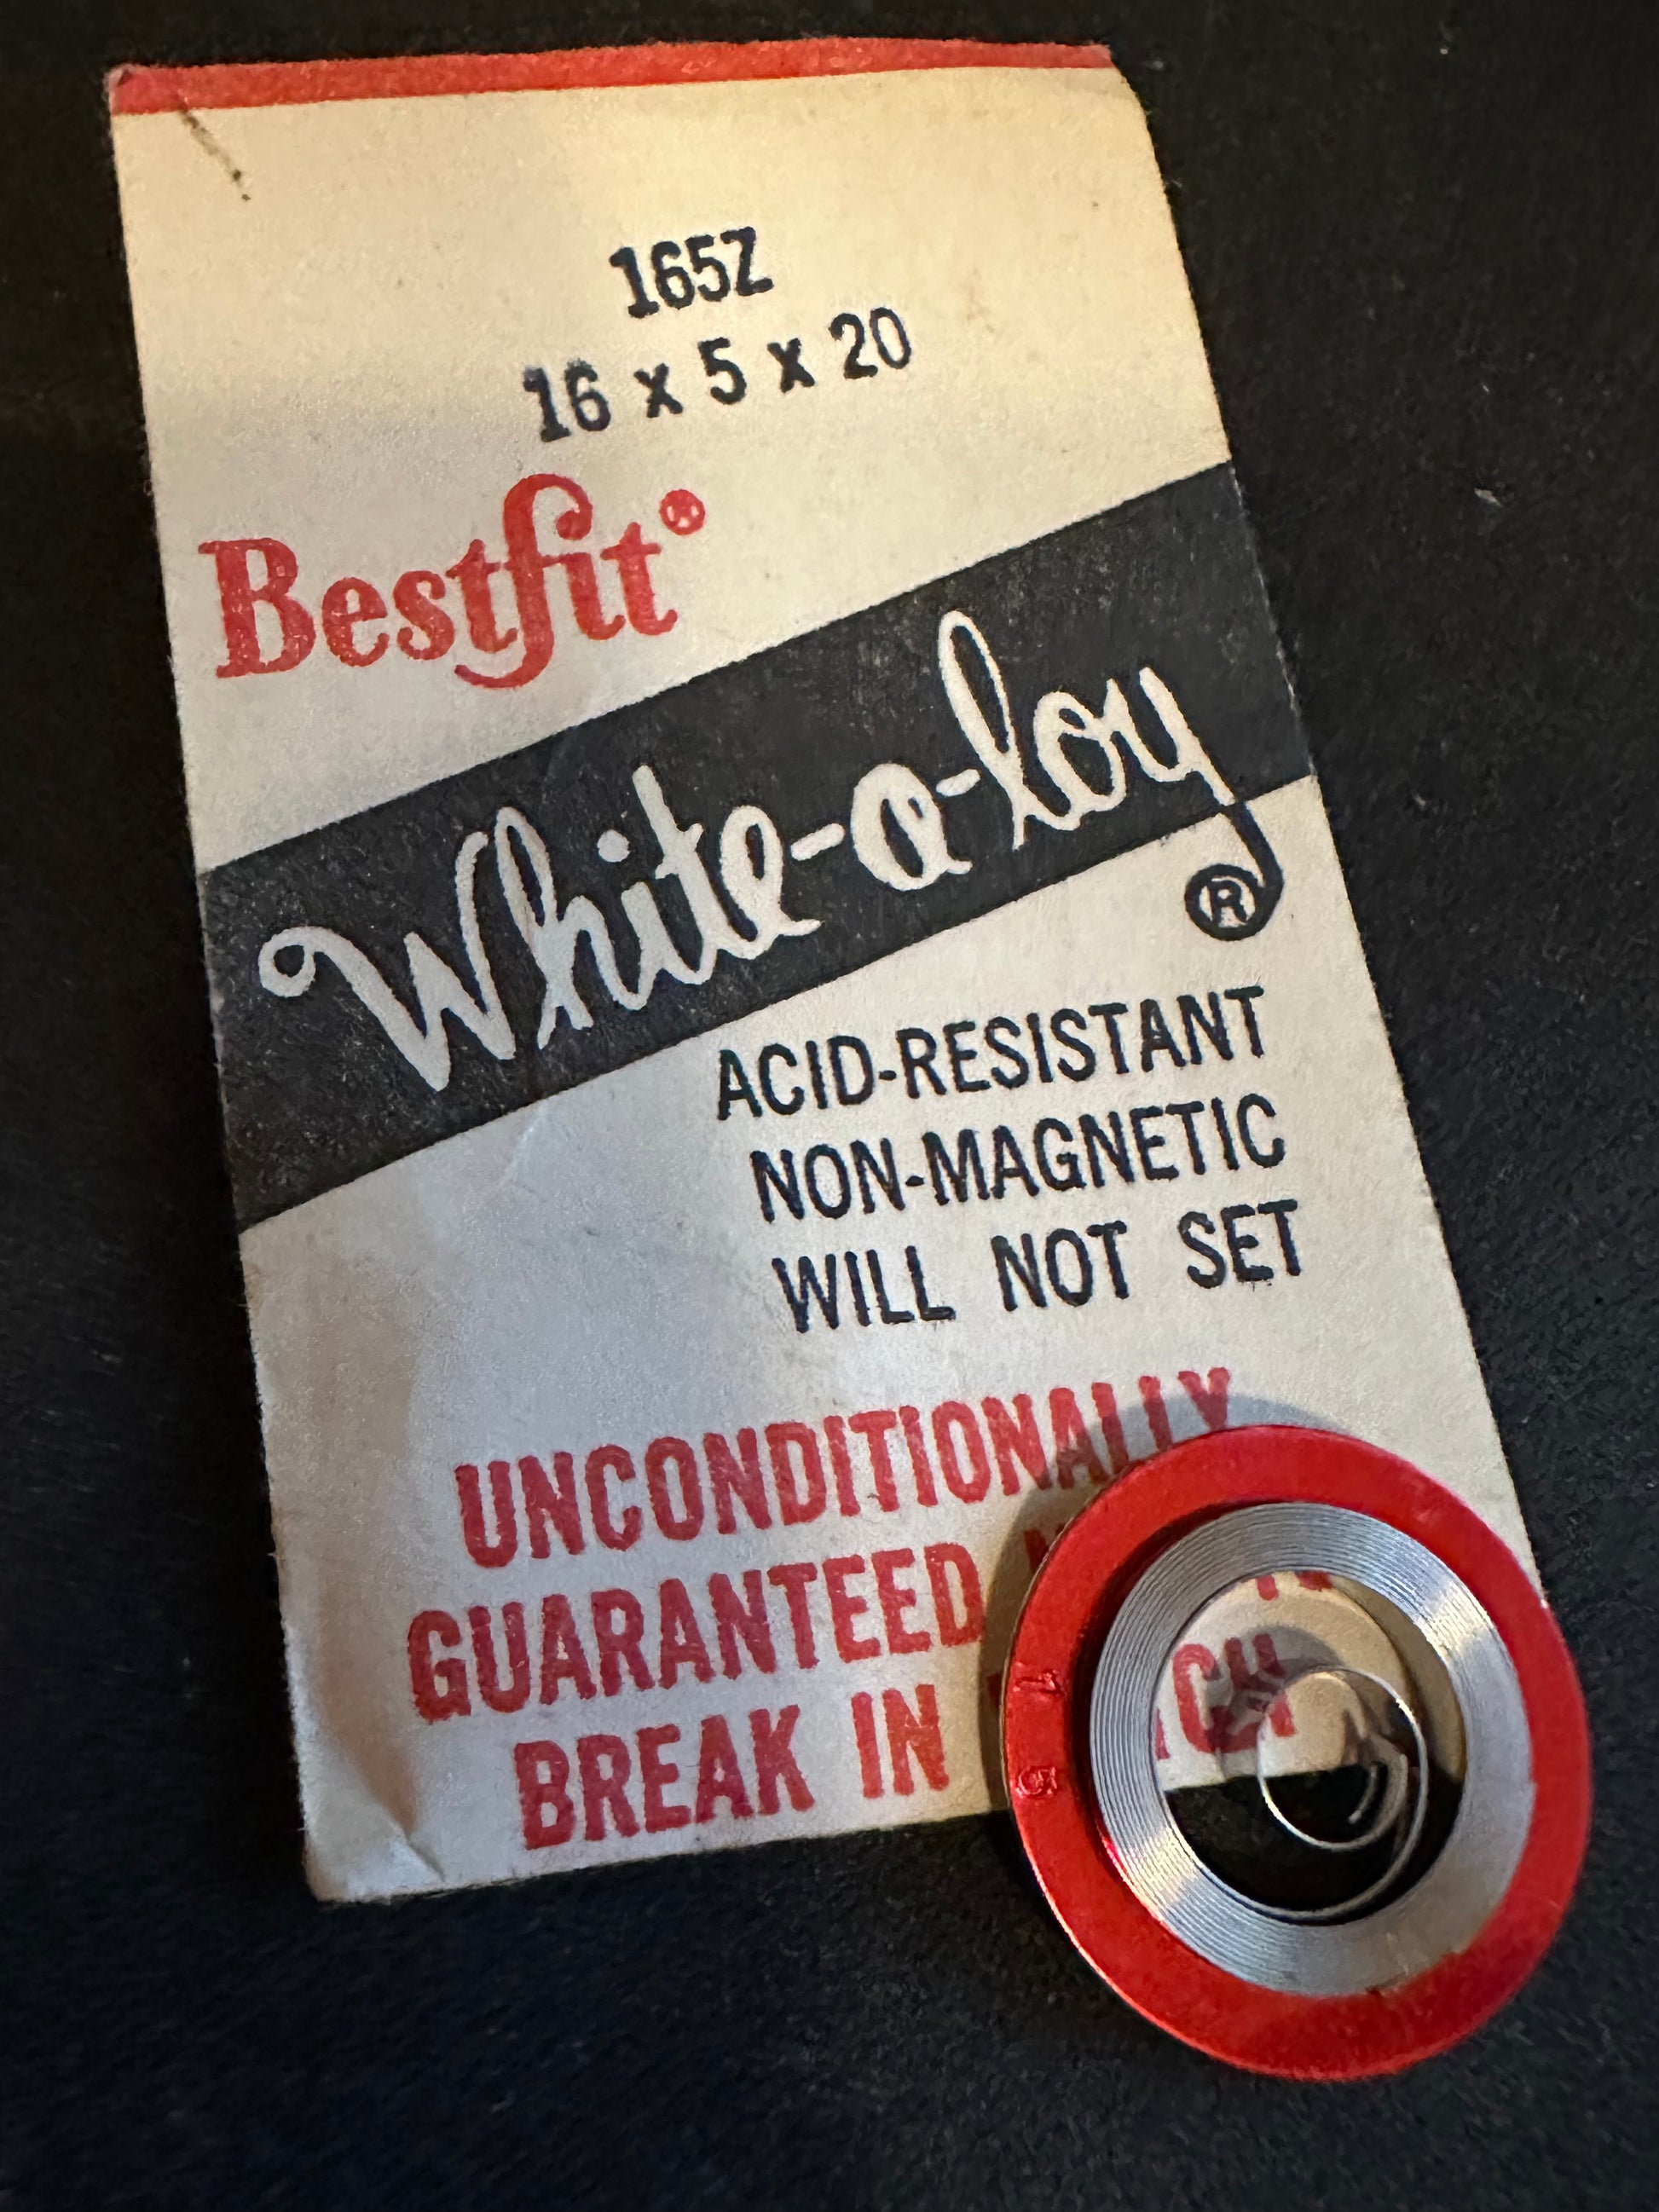 165Z
16 x 5 x 20
Bestfit®
White-a-loy
®
ACID-RESISTANT
NON-MAGNETIC
WILL NOT SET
UNCONDITIONALLY
GUARANTEED
BREAK IN